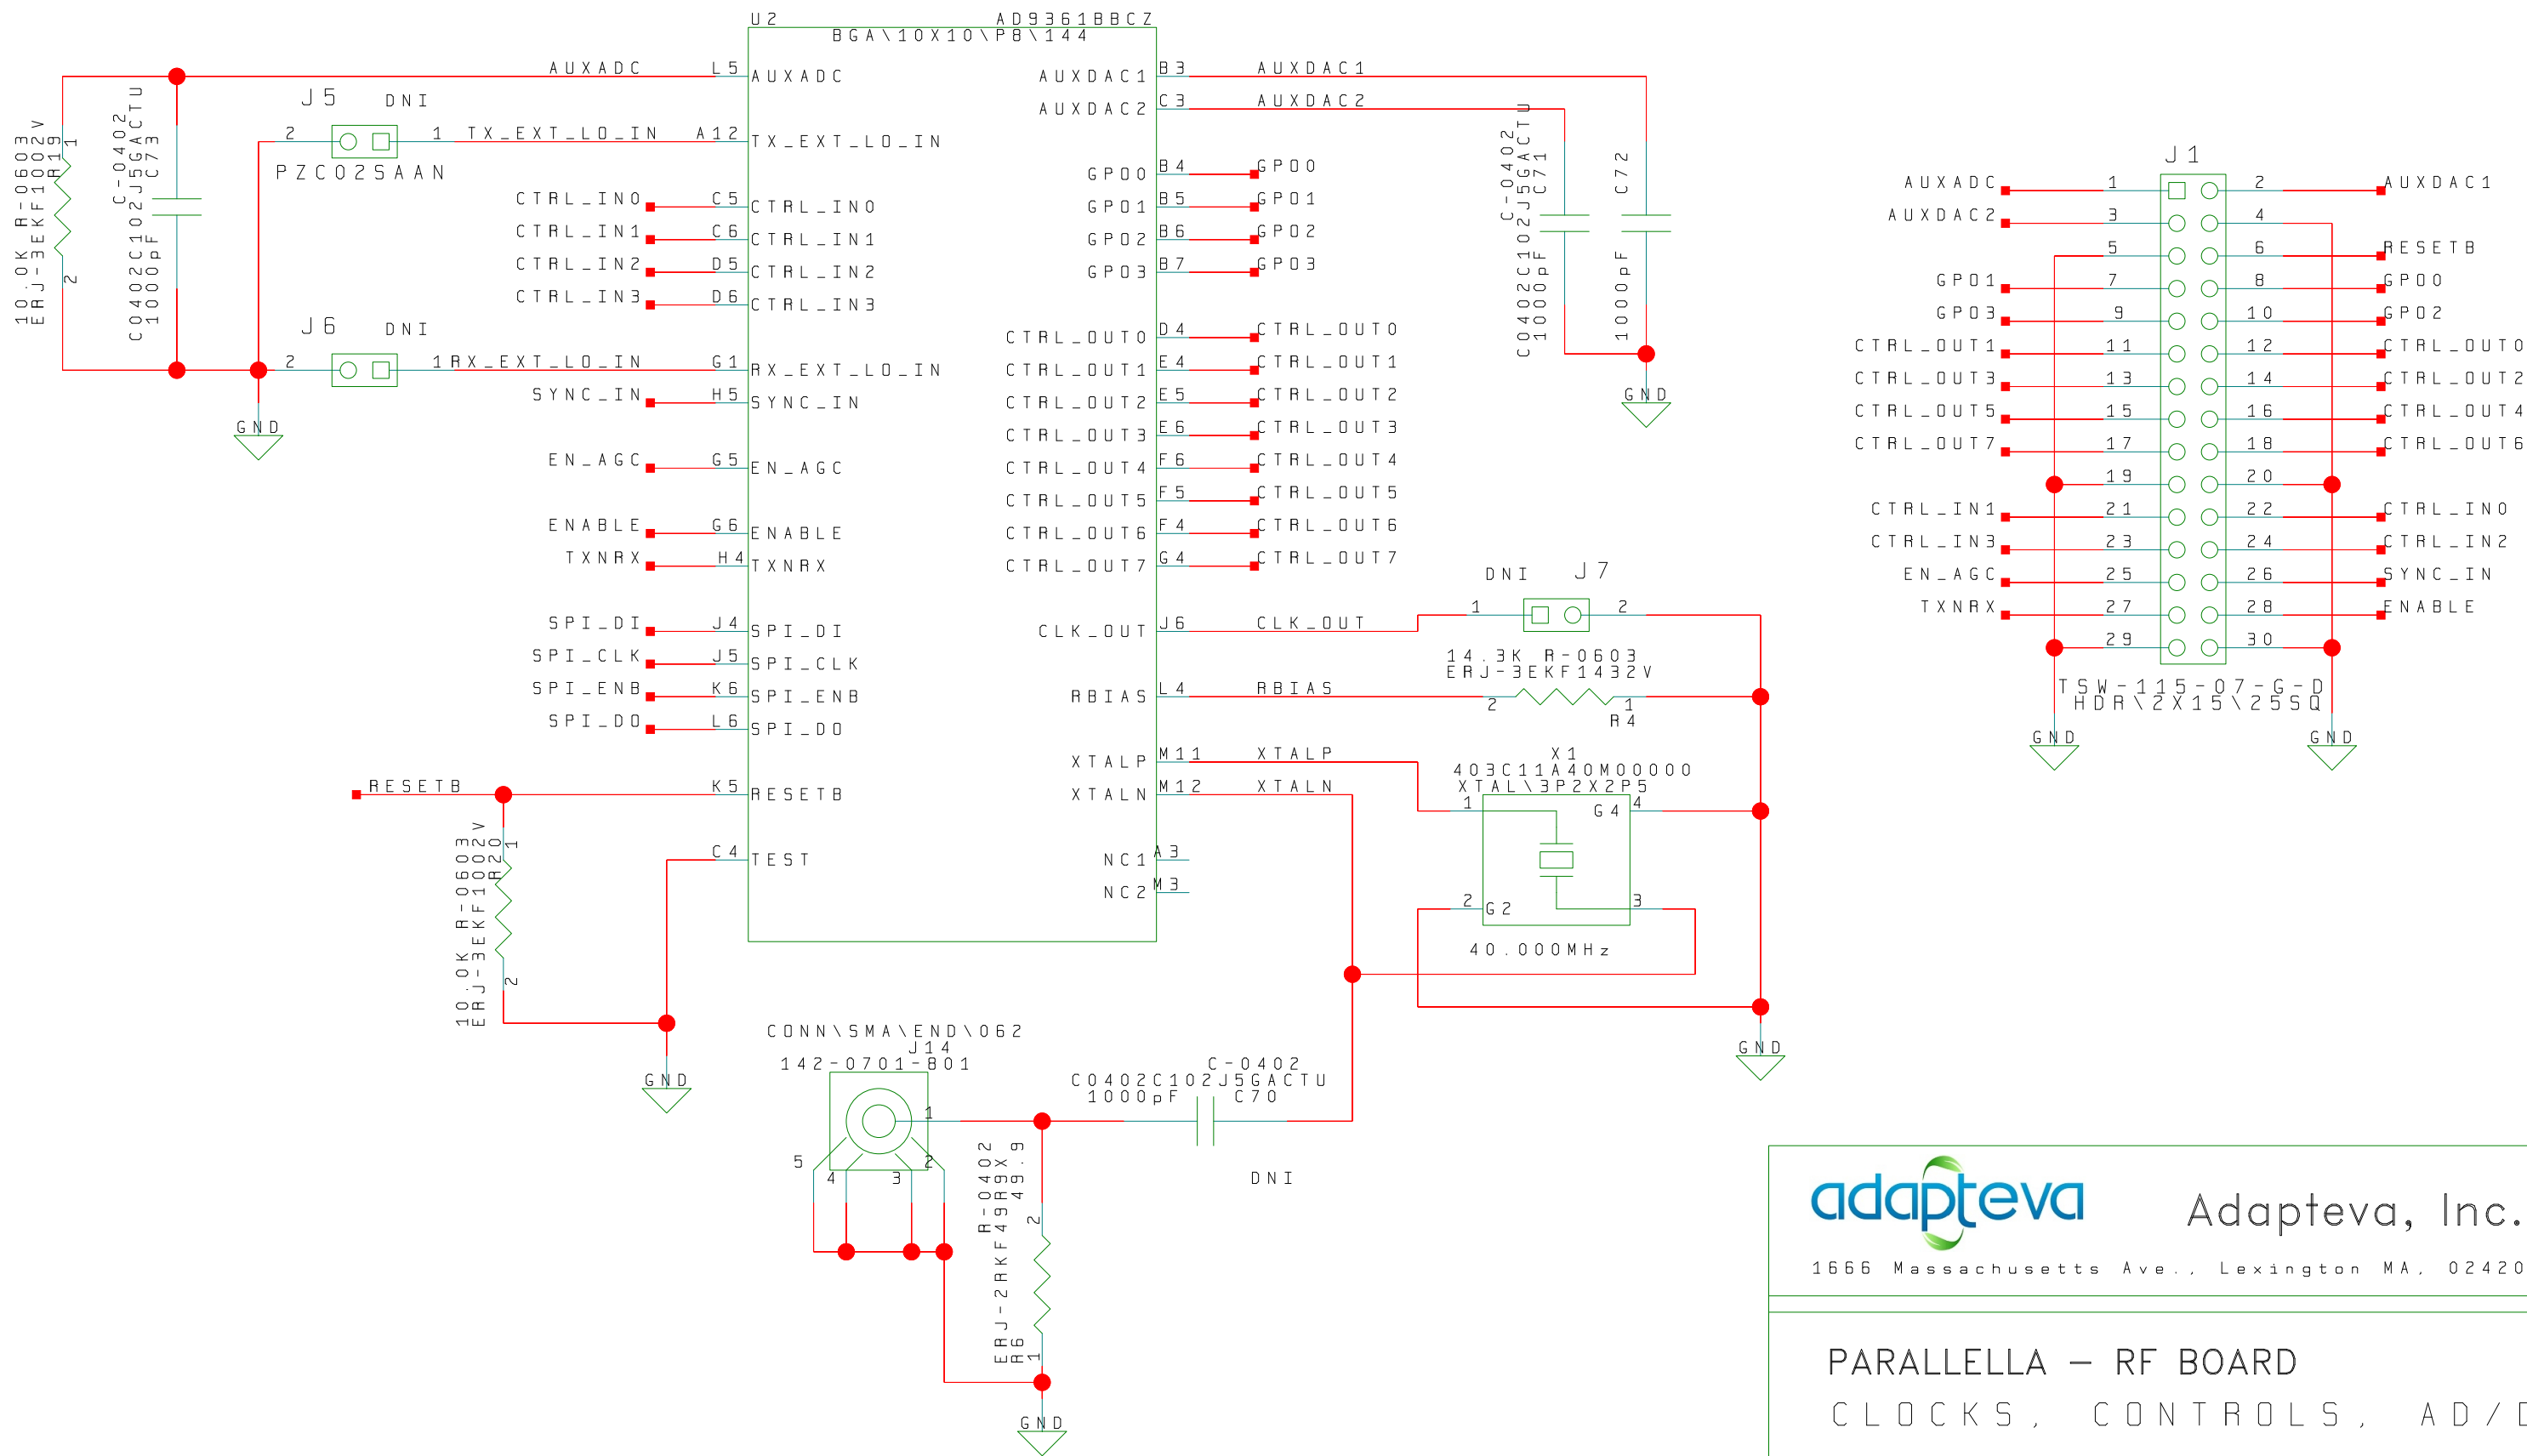 U2 AD9361BBCZ
BGA\10X10\P8\144
AUXADC L5 AUXADC
J5 DNI
2 1 TX_EXT_LO_IN A12 TX_EXT_LO_IN
PZC02SAAN
10.0K R-0603
ERJ-3EKF1002V
R19
1
2
C-0402
C0402C102J5GACTU
1000pF C73
CTRL_IN0 C5 CTRL_IN0
CTRL_IN1 C6 CTRL_IN1
CTRL_IN2 D5 CTRL_IN2
CTRL_IN3 D6 CTRL_IN3
J6 DNI
2 1 RX_EXT_LO_IN G1 RX_EXT_LO_IN
GND
SYNC_IN H5 SYNC_IN
EN_AGC G5 EN_AGC
ENABLE G6 ENABLE
TXNRX H4 TXNRX
SPI_DI J4 SPI_DI
SPI_CLK J5 SPI_CLK
SPI_ENB K6 SPI_ENB
SPI_DO L6 SPI_DO
RESETB K5 RESETB
10.0K R-0603
ERJ-3EKF1002V
R20
1
2
C4 TEST
GND
AUXDAC1 B3 AUXDAC1
AUXDAC2 C3 AUXDAC2
GPO0 B4 GPO0
GPO1 B5 GPO1
GPO2 B6 GPO2
GPO3 B7 GPO3
CTRL_OUT0 D4 CTRL_OUT0
CTRL_OUT1 E4 CTRL_OUT1
CTRL_OUT2 E5 CTRL_OUT2
CTRL_OUT3 E6 CTRL_OUT3
CTRL_OUT4 F6 CTRL_OUT4
CTRL_OUT5 F5 CTRL_OUT5
CTRL_OUT6 F4 CTRL_OUT6
CTRL_OUT7 G4 CTRL_OUT7
C-0402
C0402C102J5GACTU
1000pF C71
1000pF C72
GND
DNI J7
1 2
CLK_OUT J6 CLK_OUT
14.3K R-0603
ERJ-3EKF1432V
RBIAS L4 RBIAS
2 1
R4
XTALP M11 XTALP
XTALN M12 XTALN
X1
403C11A40M00000
XTAL\3P2X2P5
1 G4 4
2 G2 3
40.000MHz
NC1 A3
NC2 M3
GND
CONN\SMA\END\062
J14
142-0701-801
1
5 4 3 2
C-0402
C0402C102J5GACTU
1000pF C70
DNI
R-0402
ERJ-2RKF49R9X
R6 49.9
2
1
GND
J1
AUXADC 1 2 AUXDAC1
AUXDAC2 3 4
5 6 RESETB
GPO1 7 8 GPO0
GPO3 9 10 GPO2
CTRL_OUT1 11 12 CTRL_OUT0
CTRL_OUT3 13 14 CTRL_OUT2
CTRL_OUT5 15 16 CTRL_OUT4
CTRL_OUT7 17 18 CTRL_OUT6
19 20
CTRL_IN1 21 22 CTRL_IN0
CTRL_IN3 23 24 CTRL_IN2
EN_AGC 25 26 SYNC_IN
TXNRX 27 28 ENABLE
29 30
TSW-115-07-G-D
HDR\2X15\25SQ
GND GND
adapteva Adapteva, Inc.
1666 Massachusetts Ave., Lexington MA, 02420
PARALLELLA – RF BOARD
CLOCKS, CONTROLS, AD/D